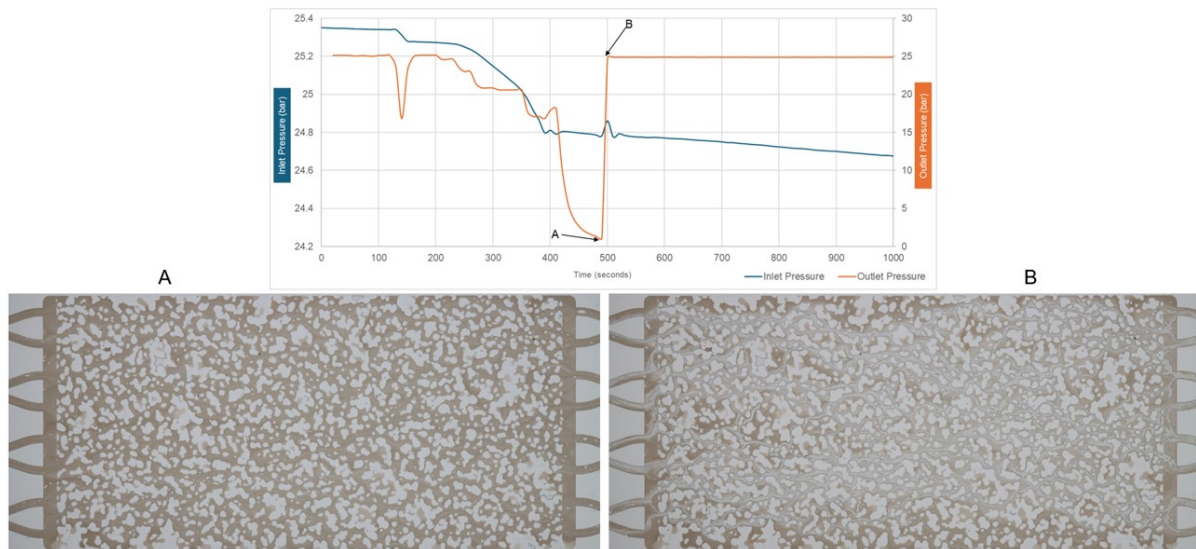 25.4
25.2
25
24.8
24.6
24.4
24.2
Inlet Pressure (bar)
30
25
20
15
10
5
0
Outlet Pressure (bar)
B
A
0 100 200 300 400 500 600 700 800 900 1000
Time (seconds)
Inlet Pressure Outlet Pressure
A B